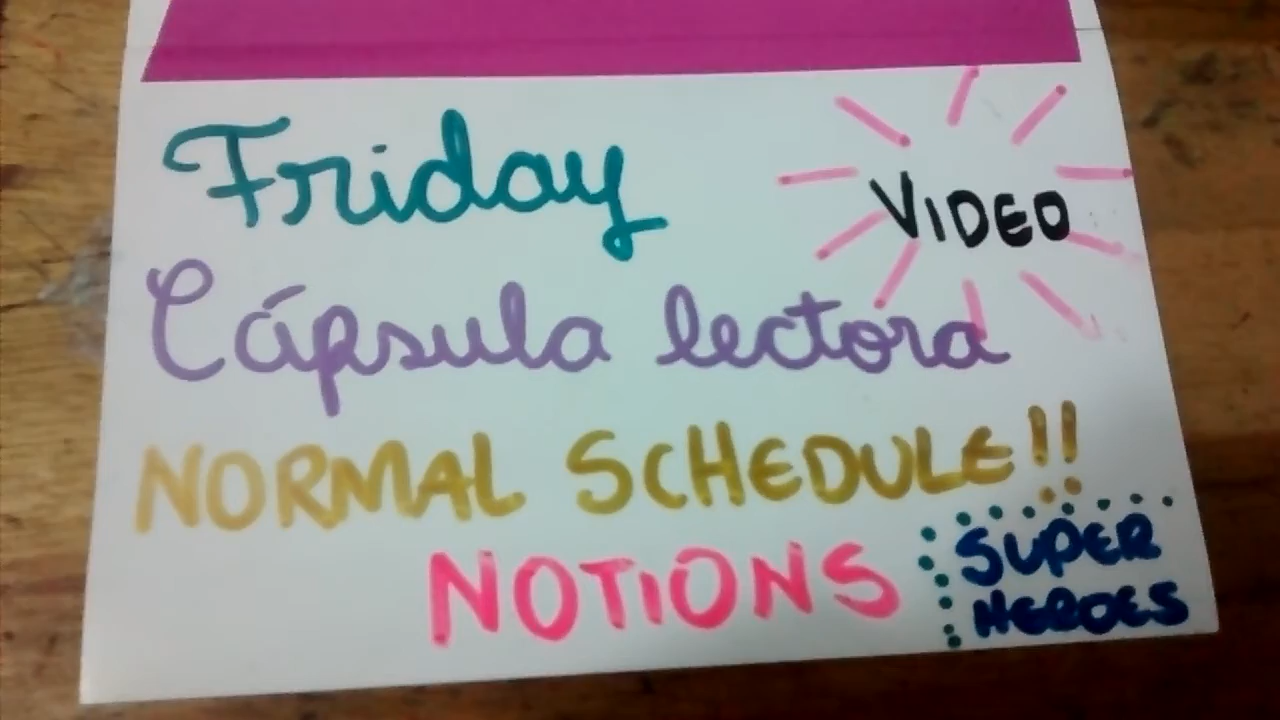 Friday
VIDEO
Cápsula lectora
NORMAL SCHEDULE!!
NOTIONS
SUPER
HEROES